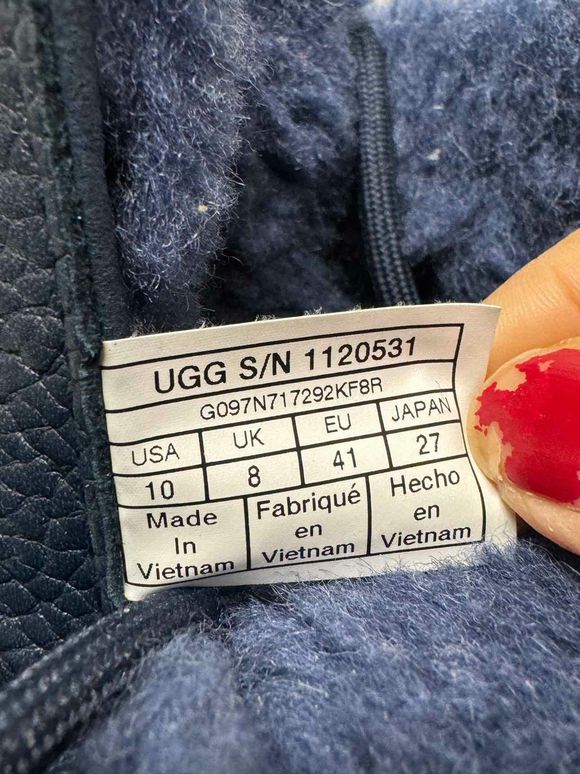 UGG S/N 1120531
G097N717292KF8R
USA UK EU JAPAN
10 8 41 27
Made Fabriqué Hecho
In en en
Vietnam Vietnam Vietnam